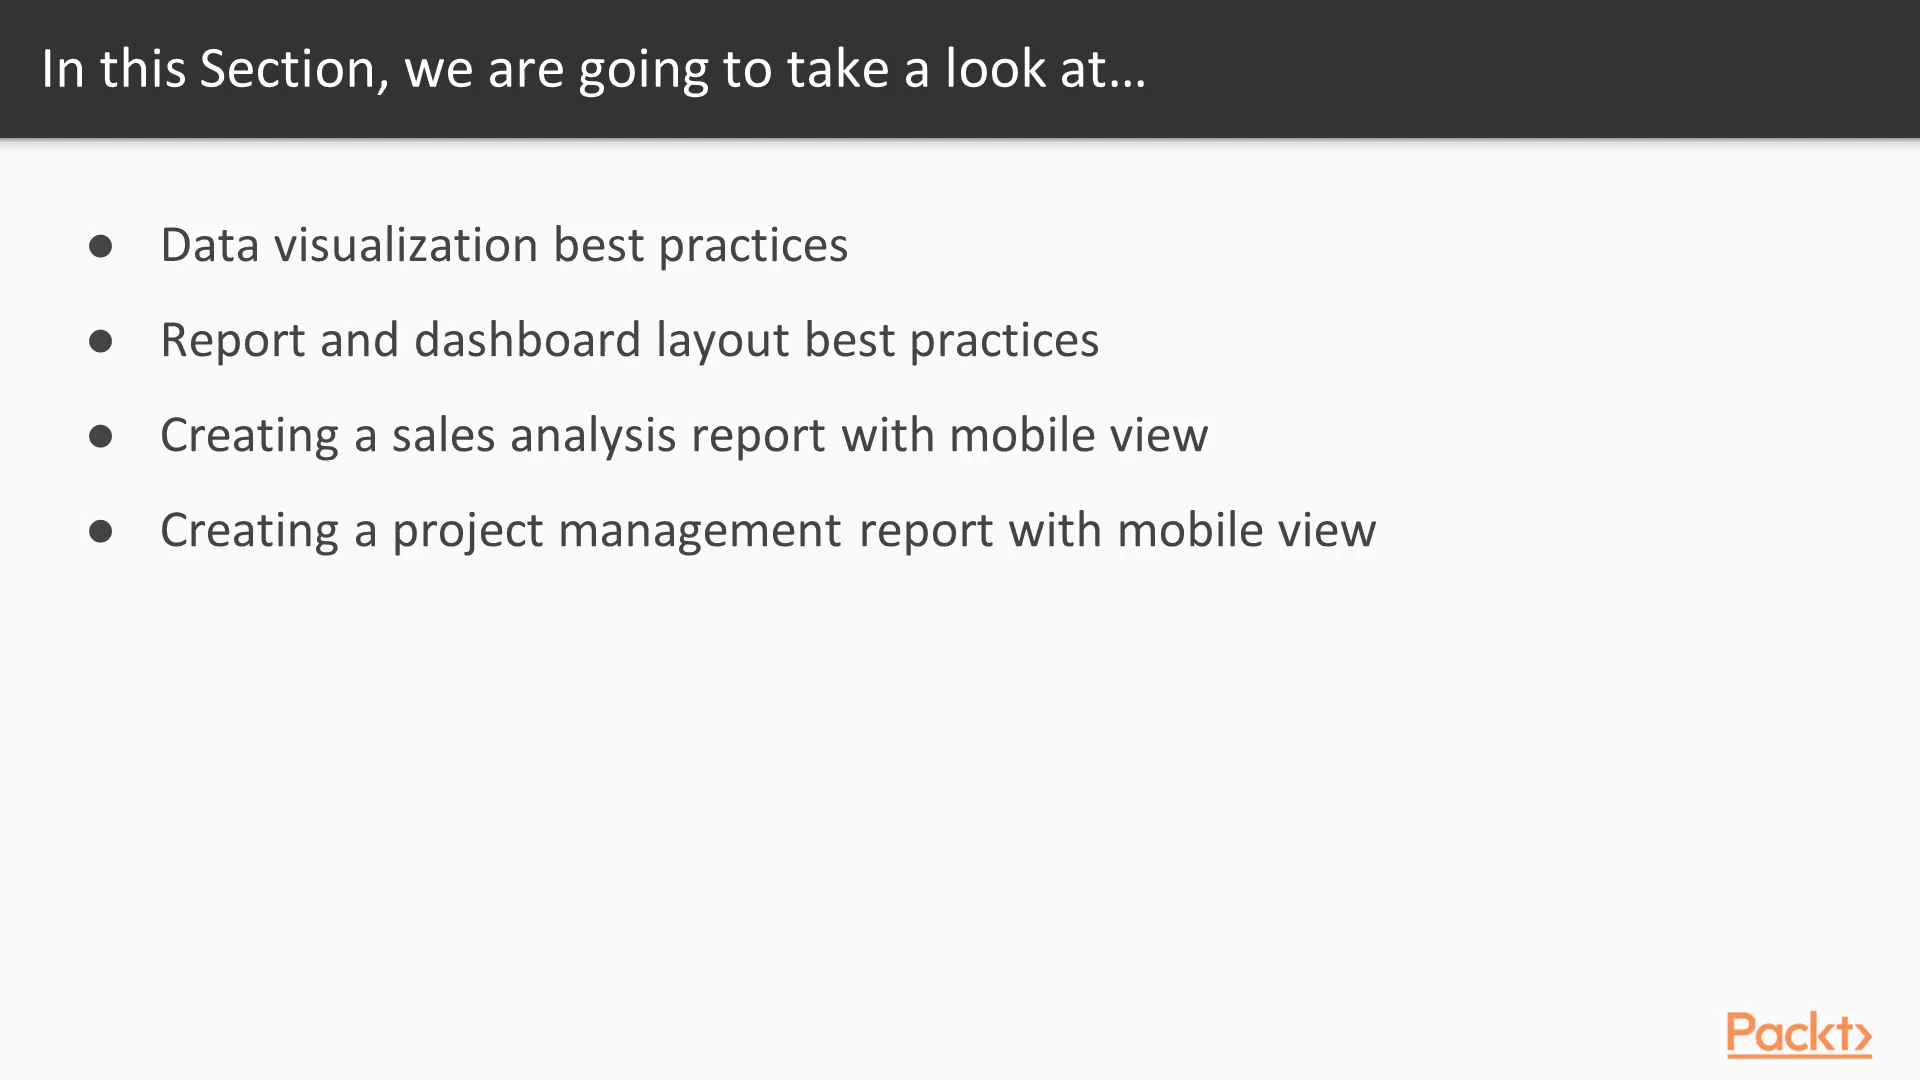 In this Section, we are going to take a look at...
● Data visualization best practices
● Report and dashboard layout best practices
● Creating a sales analysis report with mobile view
● Creating a project management report with mobile view
Packt>